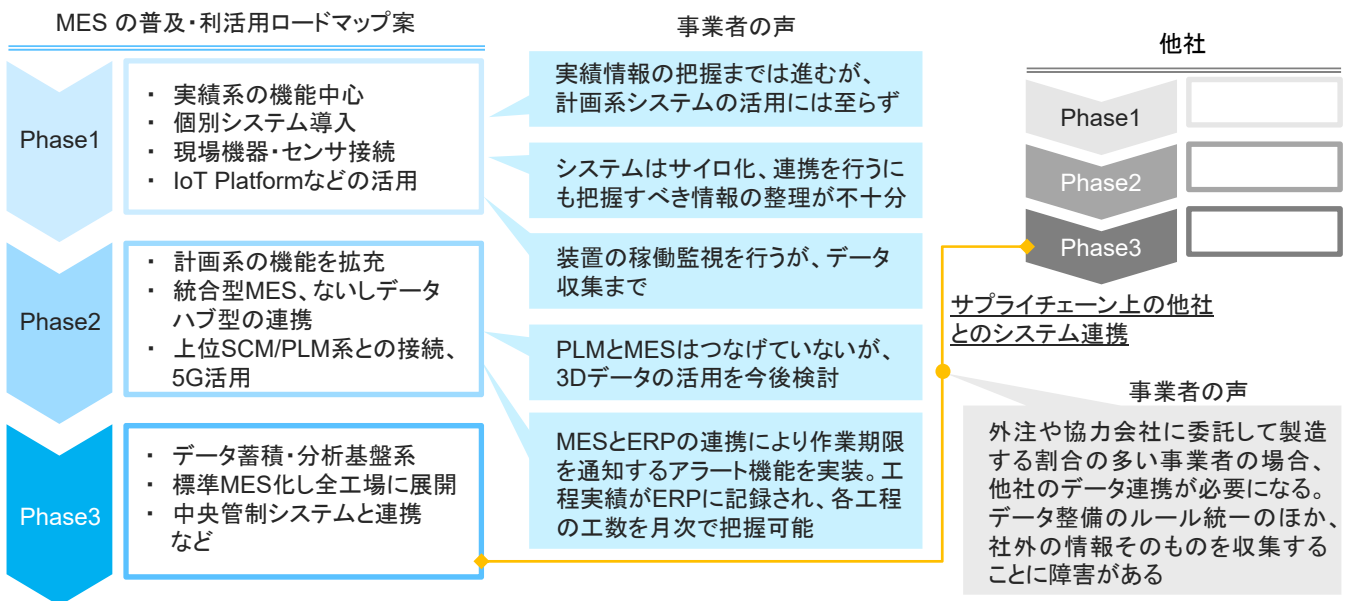 MES の普及・利活用ロードマップ案
Phase1
・ 実績系の機能中心
・ 個別システム導入
・ 現場機器・センサ接続
・ IoT Platformなどの活用
Phase2
・ 計画系の機能を拡充
・ 統合型MES、ないしデータ
ハブ型の連携
・ 上位SCM/PLM系との接続、
5G活用
Phase3
・ データ蓄積・分析基盤系
・ 標準MES化し全工場に展開
・ 中央管制システムと連携
など
事業者の声
実績情報の把握までは進むが、
計画系システムの活用には至らず
システムはサイロ化、連携を行うに
も把握すべき情報の整理が不十分
装置の稼働監視を行うが、データ
収集まで
PLMとMESはつなげていないが、
3Dデータの活用を今後検討
MESとERPの連携により作業期限
を通知するアラート機能を実装。工
程実績がERPに記録され、各工程
の工数を月次で把握可能
他社
Phase1
Phase2
Phase3
サプライチェーン上の他社
とのシステム連携
事業者の声
外注や協力会社に委託して製造
する割合の多い事業者の場合、
他社のデータ連携が必要になる。
データ整備のルール統一のほか、
社外の情報そのものを収集する
ことに障害がある